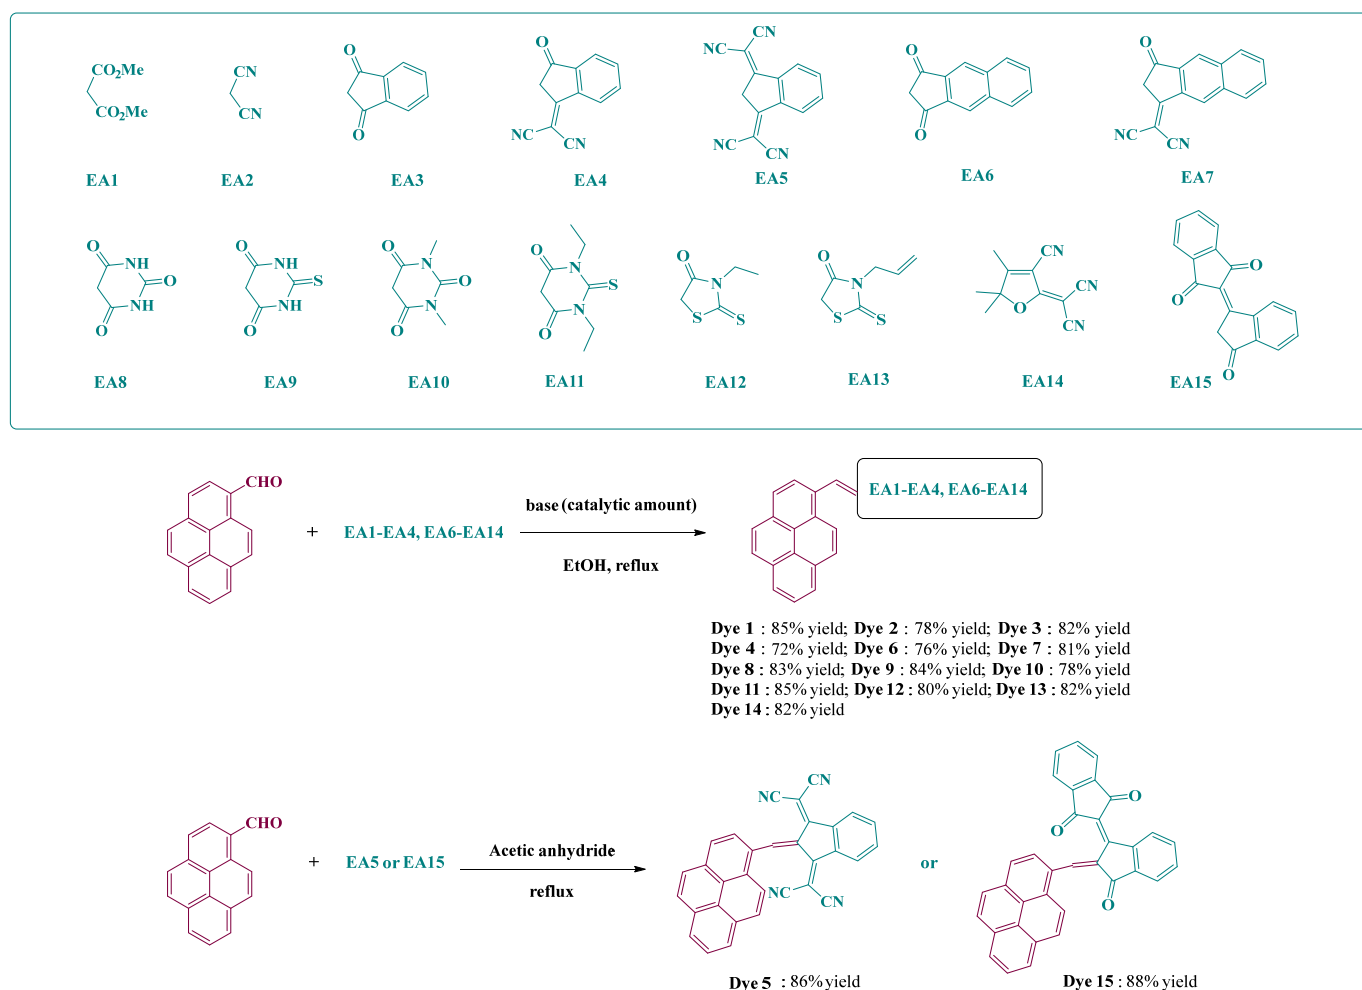 CO2Me
CO2Me
EA1
CN
CN
EA2
O
O
EA3
O
NC
CN
EA4
CN
NC
NC
CN
EA5
O
O
EA6
O
NC
CN
EA7
O
NH
O
NH
O
EA8
O
NH
S
NH
O
EA9
O
N
O
N
O
EA10
O
N
S
N
O
EA11
O
N
S
S
EA12
O
N
S
S
EA13
CN
O
CN
CN
EA14
O
O
O
EA15
CHO
+
EA1-EA4, EA6-EA14
base (catalytic amount)
EtOH, reflux
EA1-EA4, EA6-EA14
Dye 1 : 85% yield; Dye 2 : 78% yield; Dye 3 : 82% yield
Dye 4 : 72% yield; Dye 6 : 76% yield; Dye 7 : 81% yield
Dye 8 : 83% yield; Dye 9 : 84% yield; Dye 10 : 78% yield
Dye 11 : 85% yield; Dye 12 : 80% yield; Dye 13 : 82% yield
Dye 14 : 82% yield
CHO
+
EA5 or EA15
Acetic anhydride
reflux
CN
NC
NC
CN
Dye 5 : 86% yield
or
O
O
O
Dye 15 : 88% yield